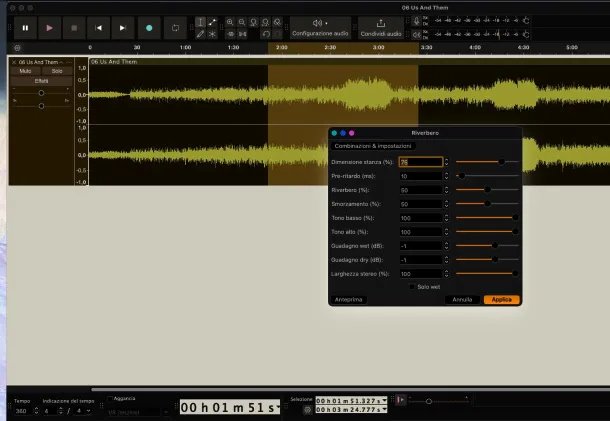 06 Us And Them
Configurazione audio
Condividi audio
0 30 1:00 1:30 2:00 2:30 3:00 3:30 4:00 4:30 5:00
06 Us And Them
06 Us And Them
Muto Solo
Effetti
1,0
0,5
0,0
-0,5
-1,0
1,0
0,5
0,0
-0,5
-1,0
Riverbero
Combinazioni & impostazioni
Dimensione stanza (%): 75
Pre-ritardo (ms): 10
Riverbero (%): 50
Smorzamento (%): 50
Tono basso (%): 100
Tono alto (%): 100
Guadagno wet (dB): -1
Guadagno dry (dB): -1
Larghezza stereo (%): 100
Solo wet
Anteprima Annulla Applica
Tempo Indicazione del tempo Aggancia
360 4 / 4
00 h 01 m 51 s
Selezione
00 h 01 m 51.327 s
00 h 03 m 24.777 s